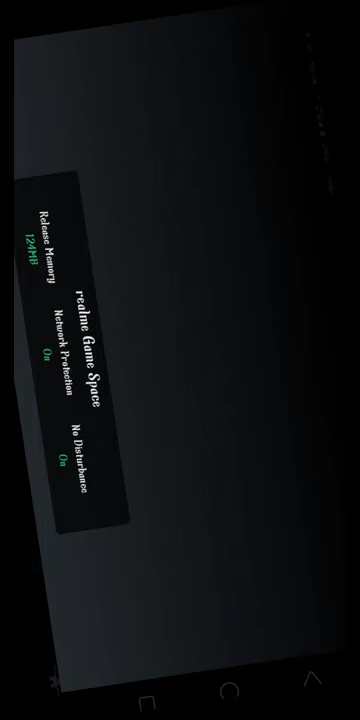 realme Game Space
Release Memory Network Protection No Disturbance
124MB On On